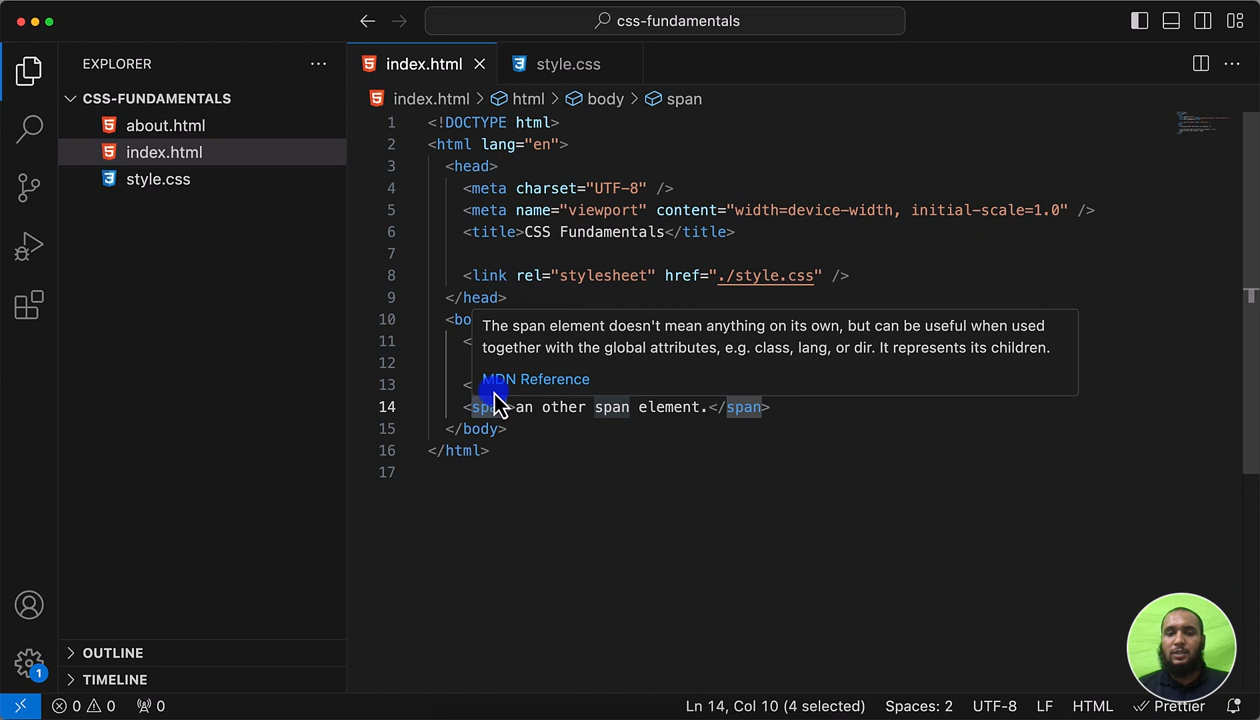 css-fundamentals
EXPLORER
CSS-FUNDAMENTALS
about.html
index.html
style.css
OUTLINE
TIMELINE
1
index.html
style.css
index.html > html > body > span
1 <!DOCTYPE html>
2 <html lang="en">
3 <head>
4 <meta charset="UTF-8" />
5 <meta name="viewport" content="width=device-width, initial-scale=1.0" />
6 <title>CSS Fundamentals</title>
7
8 <link rel="stylesheet" href="./style.css" />
9 </head>
10 <bo
The span element doesn't mean anything on its own, but can be useful when used
11 <
together with the global attributes, e.g. class, lang, or dir. It represents its children.
12
MDN Reference
13 <
14 <spa>an other span element.</span>
15 </body>
16 </html>
17
0 0 0
Ln 14, Col 10 (4 selected) Spaces: 2 UTF-8 LF HTML Prettier